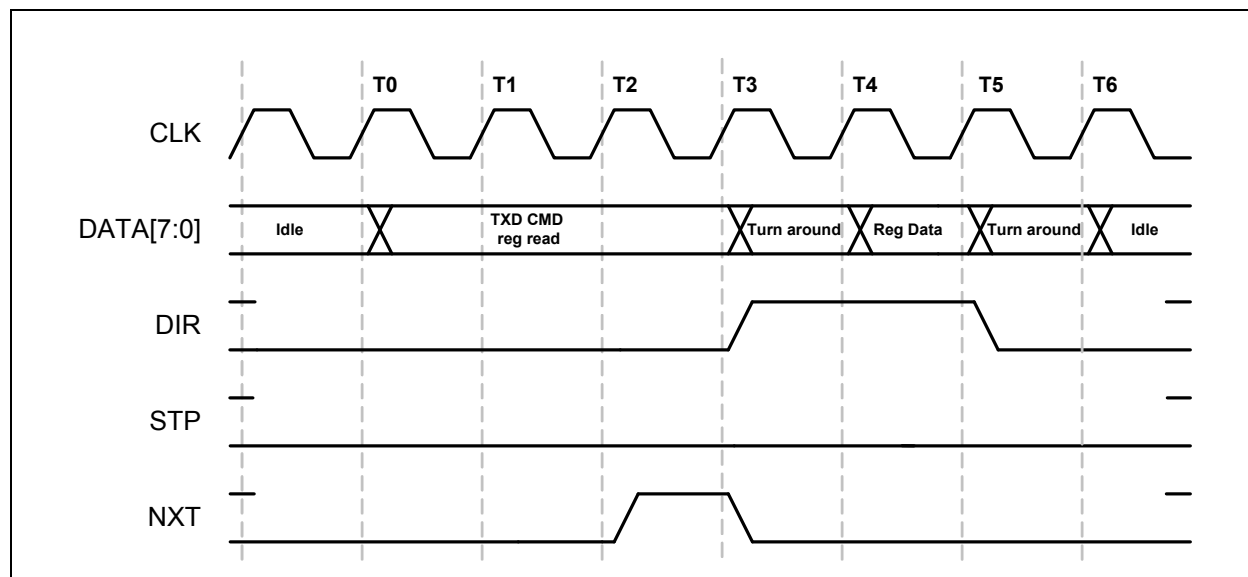 T0 T1 T2 T3 T4 T5 T6
CLK
DATA[7:0]
Idle
TXD CMD
reg read
Turn around
Reg Data
Turn around
Idle
DIR
STP
NXT